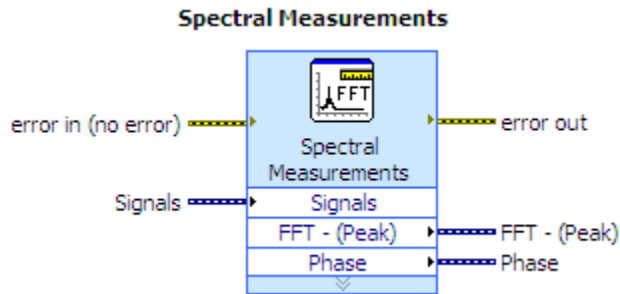 Spectral Measurements
FFT
error in (no error)
error out
Spectral
Measurements
Signals
Signals
FFT - (Peak)
FFT - (Peak)
Phase
Phase